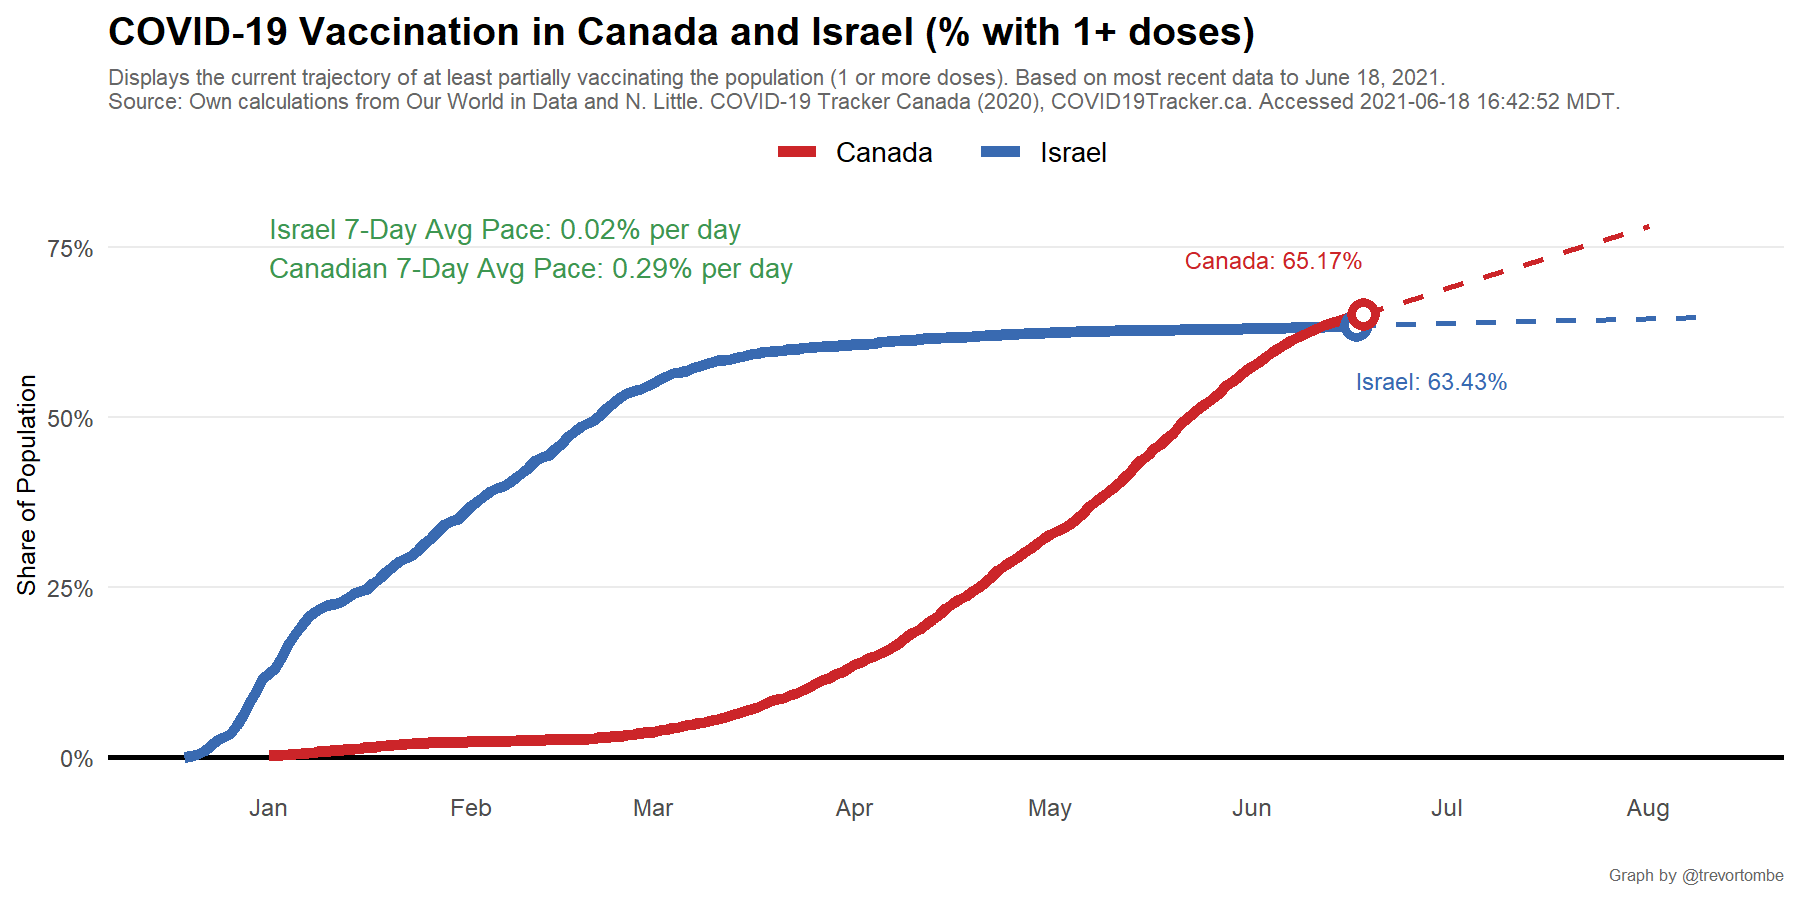 COVID-19 Vaccination in Canada and Israel (% with 1+ doses)
Displays the current trajectory of at least partially vaccinating the population (1 or more doses). Based on most recent data to June 18, 2021.
Source: Own calculations from Our World in Data and N. Little. COVID-19 Tracker Canada (2020), COVID19Tracker.ca. Accessed 2021-06-18 16:42:52 MDT.
Canada Israel
Israel 7-Day Avg Pace: 0.02% per day
Canadian 7-Day Avg Pace: 0.29% per day
Canada: 65.17%
Israel: 63.43%
Share of Population
75%
50%
25%
0%
Jan Feb Mar Apr May Jun Jul Aug
Graph by @trevortombe